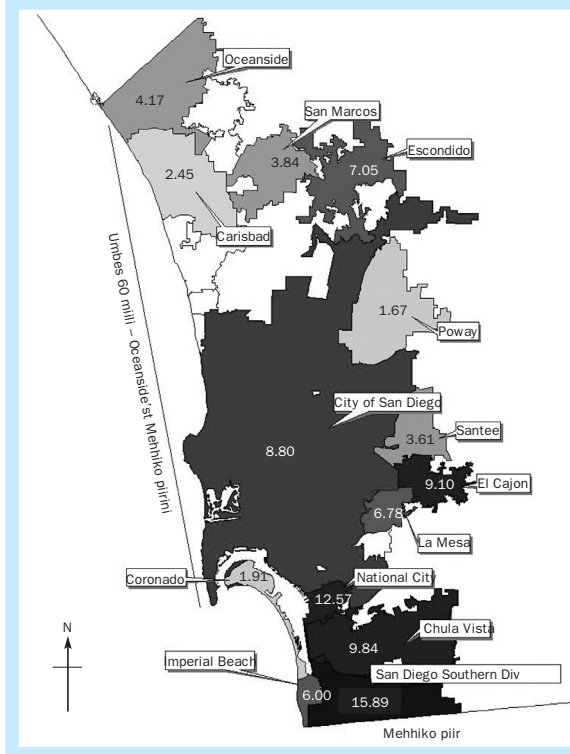 Oceanside
4.17
San Marcos
3.84
Escondido
7.05
2.45
Carisbad
Umbes 60 milli – Oceanside'st Mehhiko piirini
1.67
Poway
City of San Diego
8.80
Santee
3.61
9.10
El Cajon
6.78
La Mesa
Coronado
1.91
National City
12.57
Chula Vista
9.84
N
Imperial Beach
San Diego Southern Div
6.00
15.89
Mehhiko piir